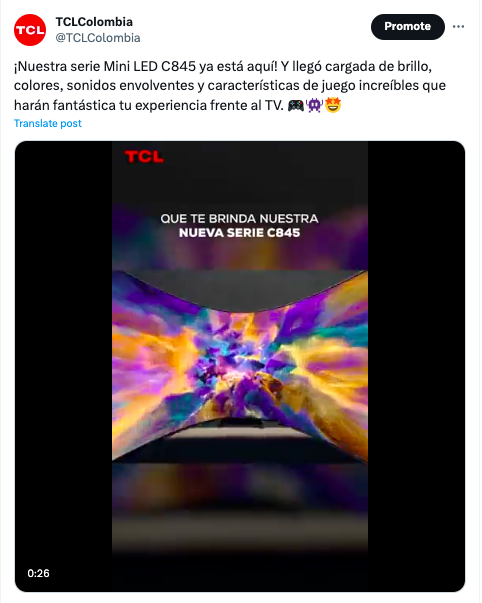 TCL
TCLColombia
@TCLColombia
Promote
¡Nuestra serie Mini LED C845 ya está aquí! Y llegó cargada de brillo,
colores, sonidos envolventes y características de juego increíbles que
harán fantástica tu experiencia frente al TV. 🎮👾🤩
Translate post
TCL
QUE TE BRINDA NUESTRA
NUEVA SERIE C845
0:26